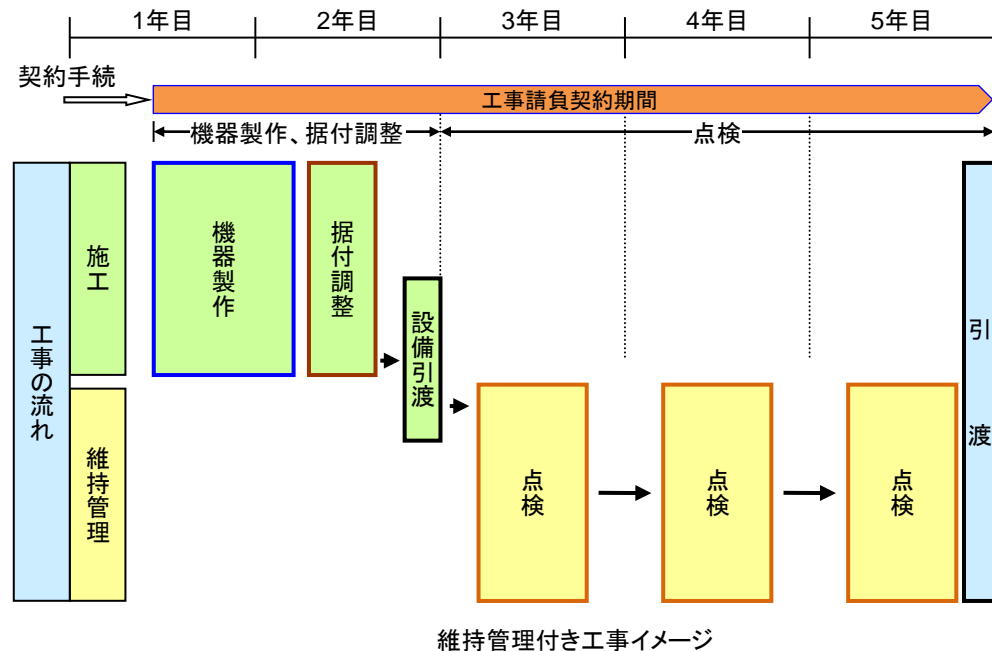 1年目
2年目
3年目
4年目
5年目
契約手続
工事請負契約期間
機器製作、据付調整
点検
工事の流れ
施工
機器製作
据付調整
設備引渡
引渡
維持管理
点検
点検
点検
維持管理付き工事イメージ